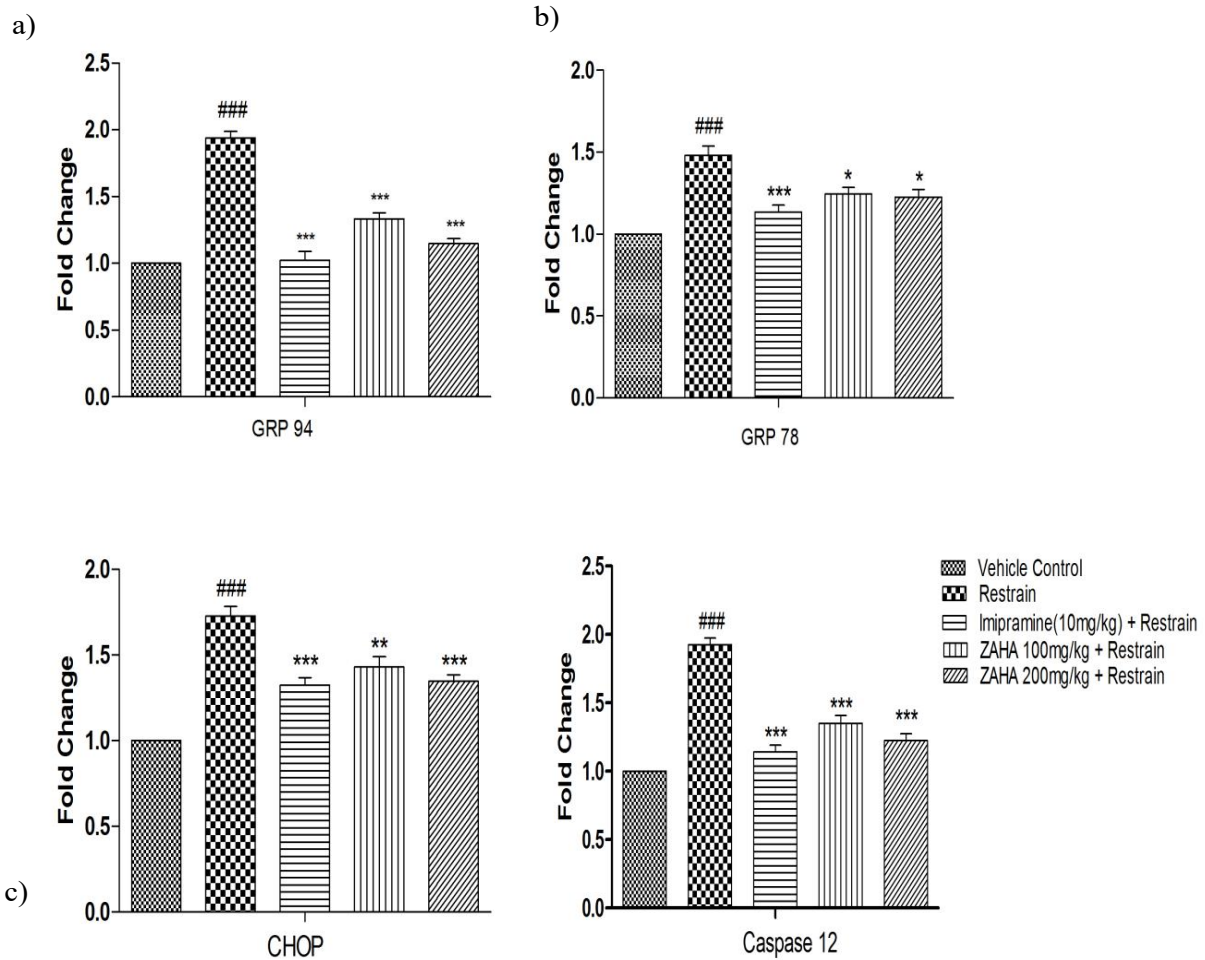 a)
b)
2.5
2.0
1.5
1.0
0.5
0.0
Fold Change
###
***
***
***
GRP 94
2.0
1.5
1.0
0.5
0.0
Fold Change
###
***
*
*
GRP 78
2.0
1.5
1.0
0.5
0.0
Fold Change
###
***
**
***
CHOP
c)
2.5
2.0
1.5
1.0
0.5
0.0
Fold Change
###
***
***
***
Caspase 12
Vehicle Control
Restrain
Imipramine(10mg/kg) + Restrain
ZAHA 100mg/kg + Restrain
ZAHA 200mg/kg + Restrain